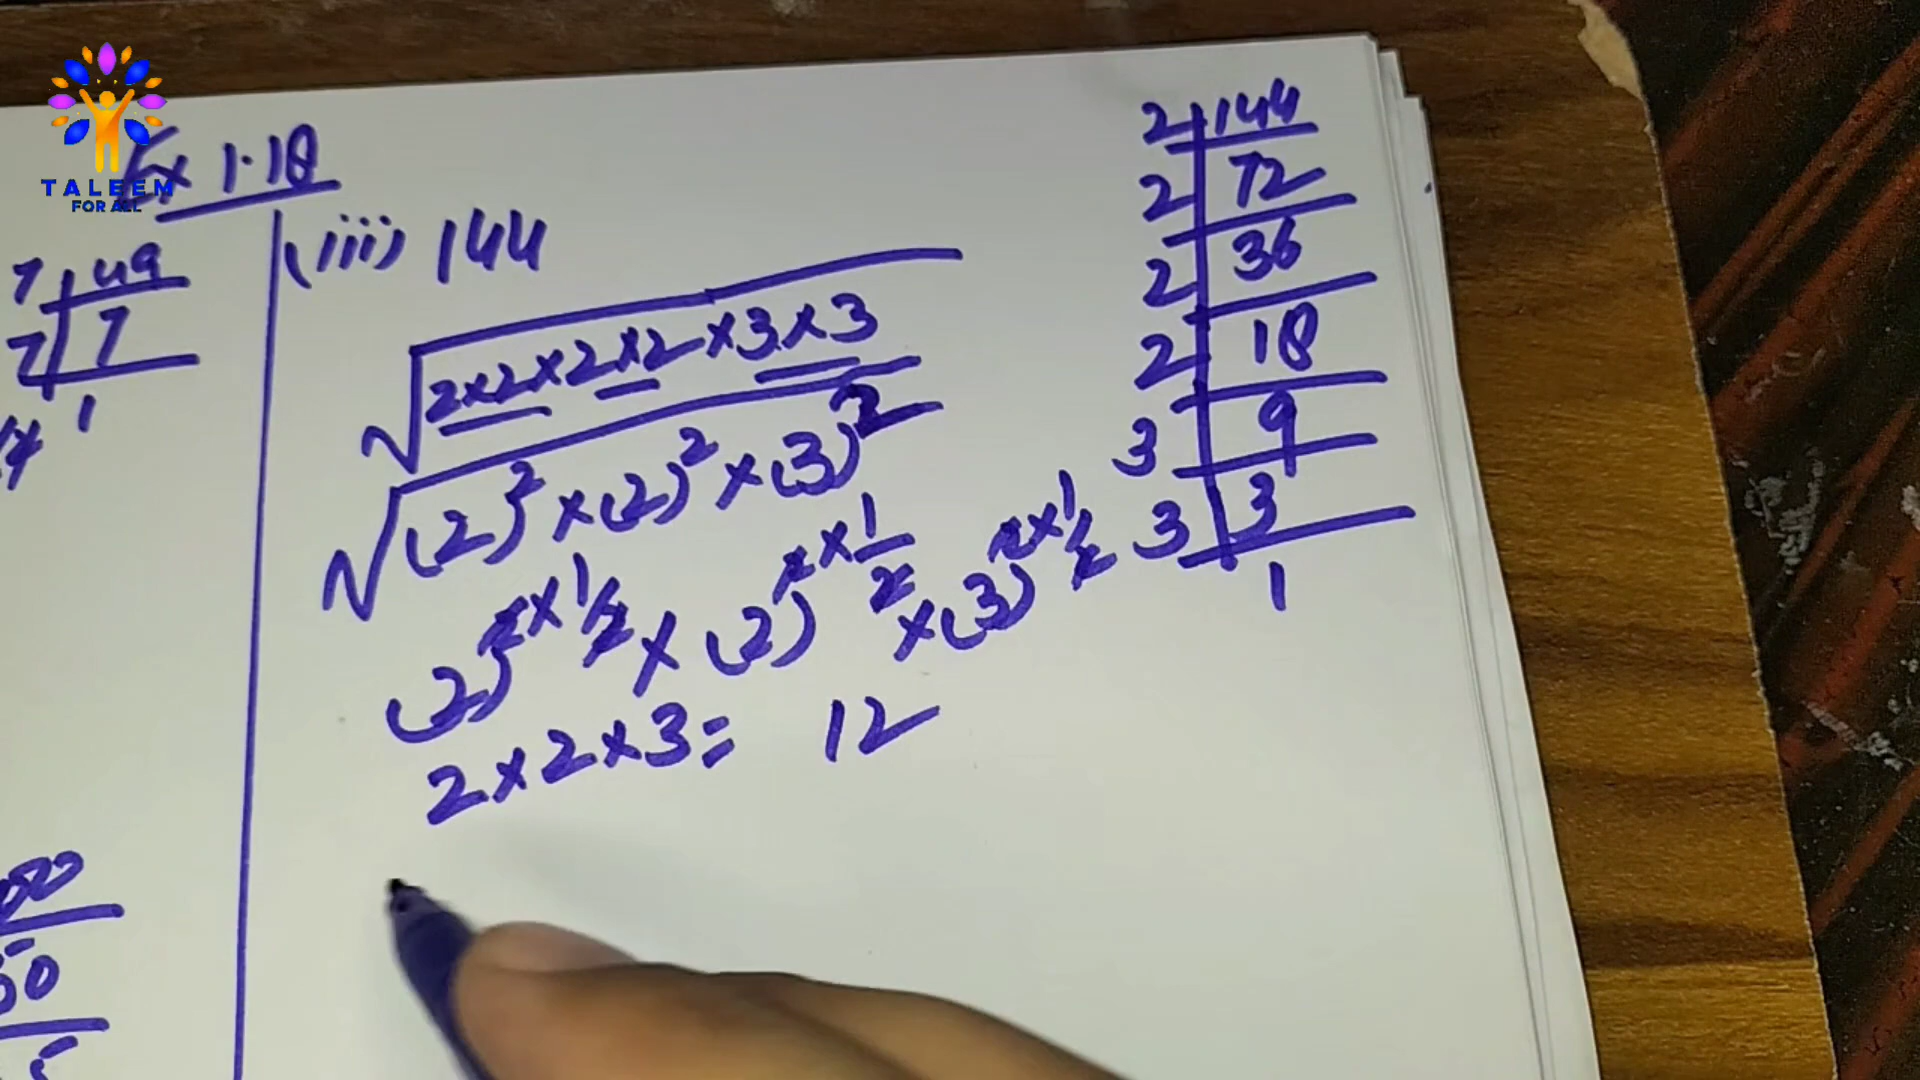 TALEEM
FOR ALL
Ex 1.18
7 | 49
7 | 7
1
50
(iii) 144
√2×2×2×2×3×3
√(2)²×(2)²×(3)²
(2)^2×1/2 × (2)^2×1/2 × (3)^2×1/2
2×2×3= 12
2 | 144
2 | 72
2 | 36
2 | 18
3 | 9
3 | 3
1